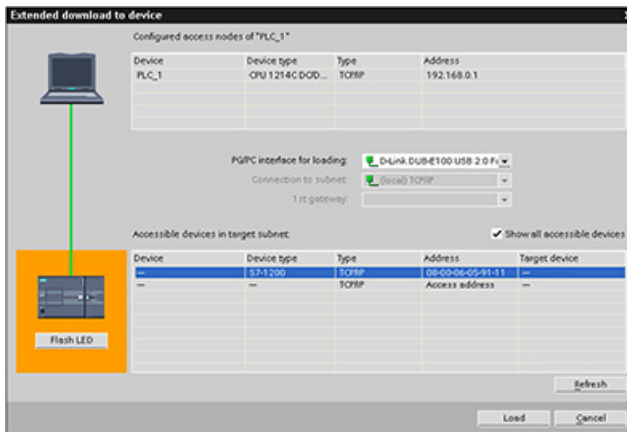 Extended download to device
Configured access nodes of "PLC_1"
Device Device type Type Address
PLC_1 CPU 1214C DC/D... TCP/IP 192.168.0.1
PG/PC interface for loading: D-Link DUB-E100 USB 2.0 Fa
Connection to subnet: (local) TCP/IP
1st gateway:
Accessible devices in target subnet: Show all accessible devices
Device Device type Type Address Target device
— S7-1200 TCP/IP 08-00-06-05-91-11 —
— — TCP/IP Access address —
Flash LED
Refresh
Load Cancel